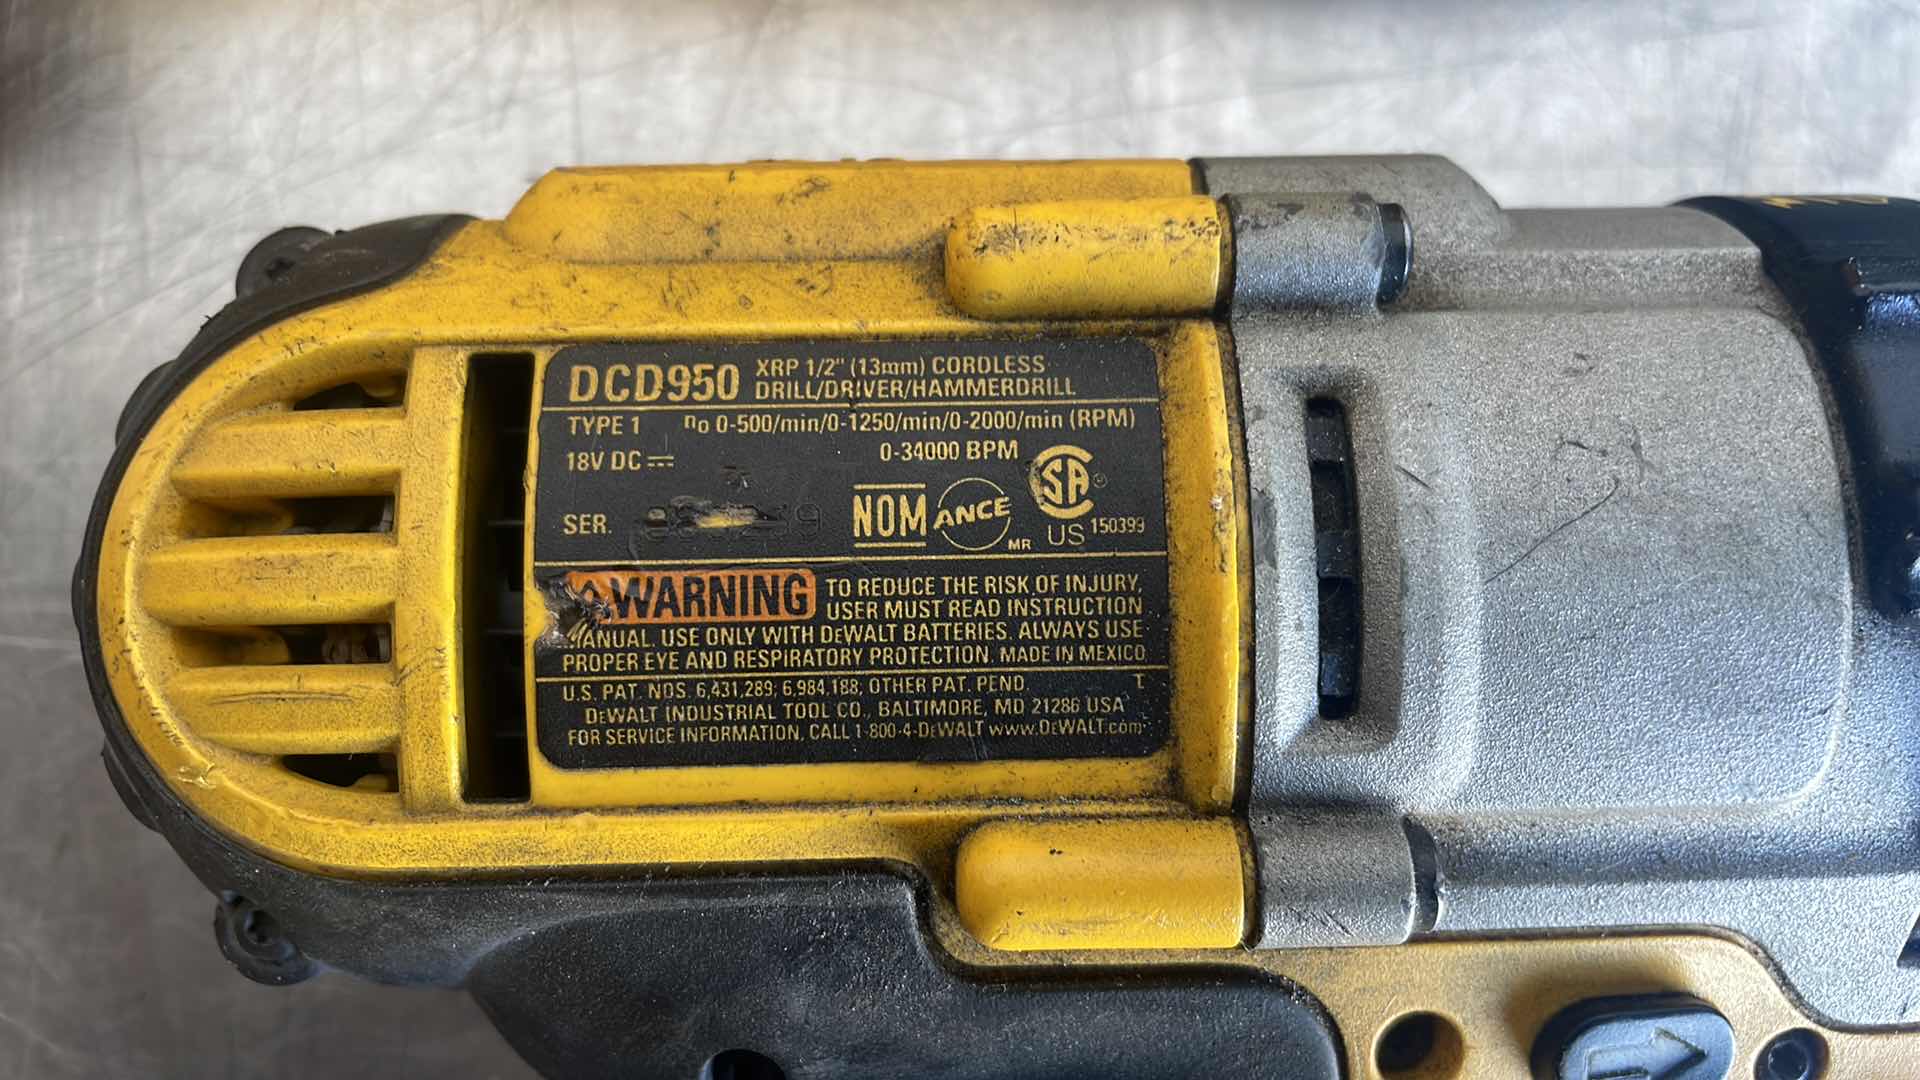 DCD950 XRP 1/2" (13mm) CORDLESS
DRILL/DRIVER/HAMMERDRILL
TYPE 1 no 0-500/min/0-1250/min/0-2000/min (RPM)
18V DC 0-34000 BPM
SA®
SER. NOM ANCE MR US 150399
WARNING TO REDUCE THE RISK OF INJURY,
USER MUST READ INSTRUCTION
MANUAL. USE ONLY WITH DEWALT BATTERIES. ALWAYS USE
PROPER EYE AND RESPIRATORY PROTECTION. MADE IN MEXICO
U.S. PAT. NOS. 6,431,289; 6,984,188, OTHER PAT. PEND. T
DEWALT INDUSTRIAL TOOL CO., BALTIMORE, MD 21286 USA
FOR SERVICE INFORMATION, CALL 1-800-4-DEWALT www.DEWALT.com